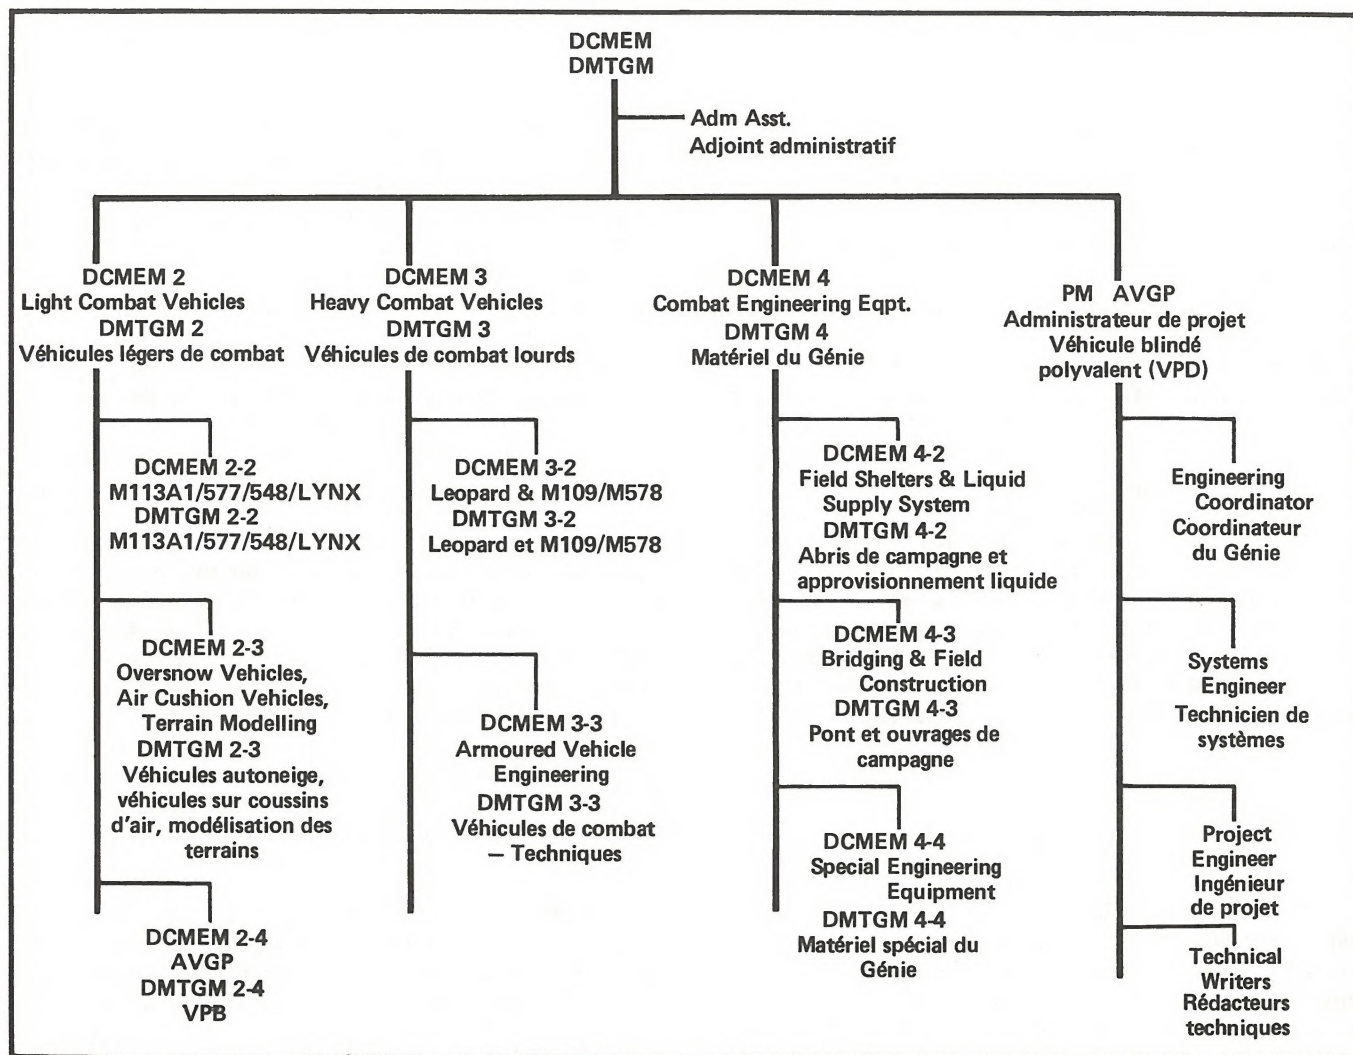 DCMEM
DMTGM
Adm Asst.
Adjoint administratif
DCMEM 2
Light Combat Vehicles
DMTGM 2
Véhicules légers de combat
DCMEM 2-2
M113A1/577/548/LYNX
DMTGM 2-2
M113A1/577/548/LYNX
DCMEM 2-3
Oversnow Vehicles,
Air Cushion Vehicles,
Terrain Modelling
DMTGM 2-3
Véhicules autoneige,
véhicules sur coussins
d'air, modélisation des
terrains
DCMEM 2-4
AVGP
DMTGM 2-4
VPB
DCMEM 3
Heavy Combat Vehicles
DMTGM 3
Véhicules de combat lourds
DCMEM 3-2
Leopard & M109/M578
DMTGM 3-2
Leopard et M109/M578
DCMEM 3-3
Armoured Vehicle
Engineering
DMTGM 3-3
Véhicules de combat
— Techniques
DCMEM 4
Combat Engineering Eqpt.
DMTGM 4
Matériel du Génie
DCMEM 4-2
Field Shelters & Liquid
Supply System
DMTGM 4-2
Abris de campagne et
approvisionnement liquide
DCMEM 4-3
Bridging & Field
Construction
DMTGM 4-3
Pont et ouvrages de
campagne
DCMEM 4-4
Special Engineering
Equipment
DMTGM 4-4
Matériel spécial du
Génie
PM AVGP
Administrateur de projet
Véhicule blindé
polyvalent (VPD)
Engineering
Coordinator
Coordinateur
du Génie
Systems
Engineer
Technicien de
systèmes
Project
Engineer
Ingénieur
de projet
Technical
Writers
Rédacteurs
techniques